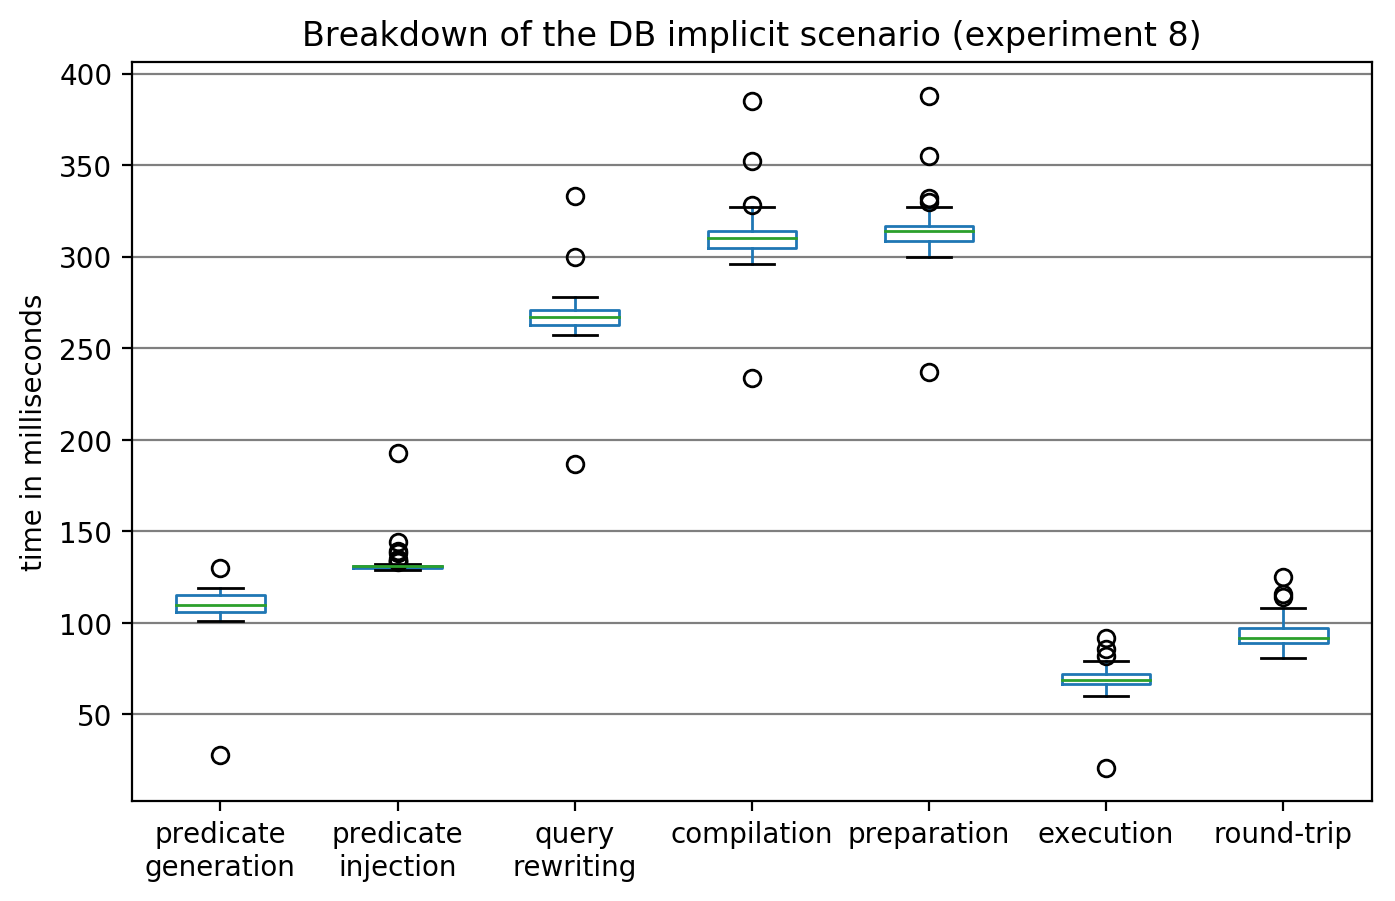 Breakdown of the DB implicit scenario (experiment 8)
time in milliseconds
400
350
300
250
200
150
100
50
predicate
generation
predicate
injection
query
rewriting
compilation
preparation
execution
round-trip